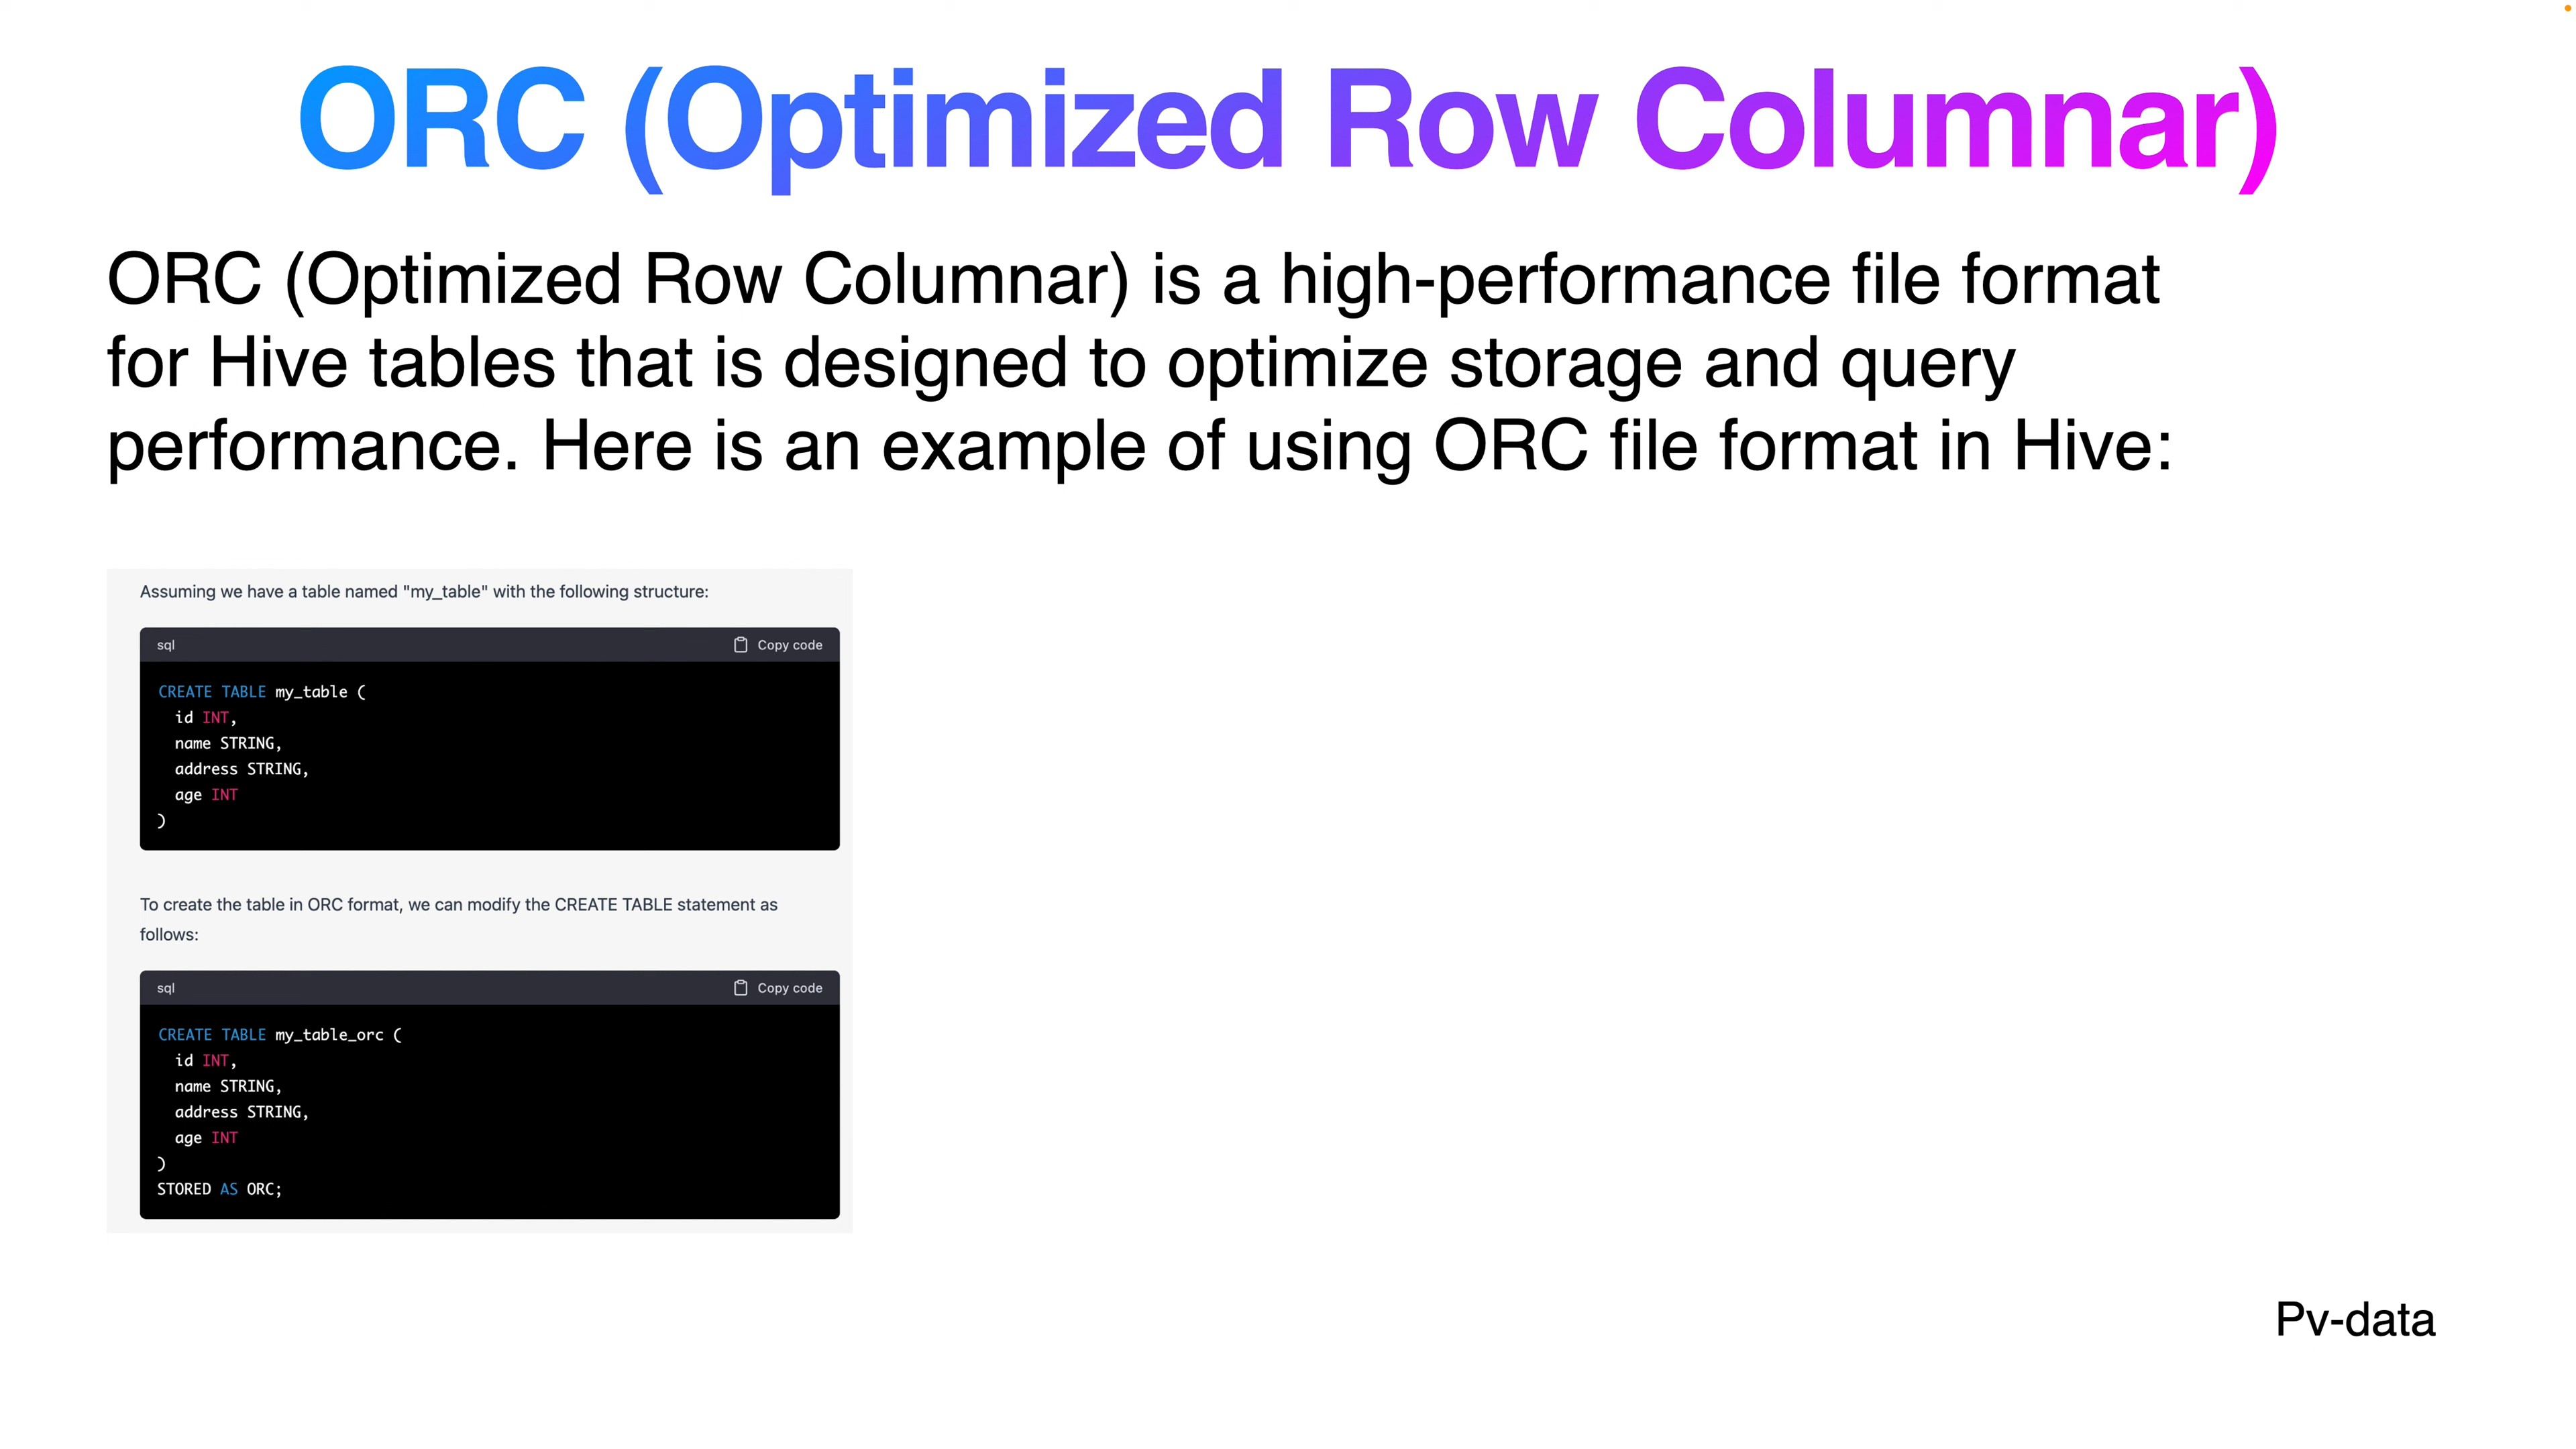 ORC (Optimized Row Columnar)
ORC (Optimized Row Columnar) is a high-performance file format
for Hive tables that is designed to optimize storage and query
performance. Here is an example of using ORC file format in Hive:
Assuming we have a table named "my_table" with the following structure:
sql Copy code
CREATE TABLE my_table (
id INT,
name STRING,
address STRING,
age INT
)
To create the table in ORC format, we can modify the CREATE TABLE statement as
follows:
sql Copy code
CREATE TABLE my_table_orc (
id INT,
name STRING,
address STRING,
age INT
)
STORED AS ORC;
Pv-data